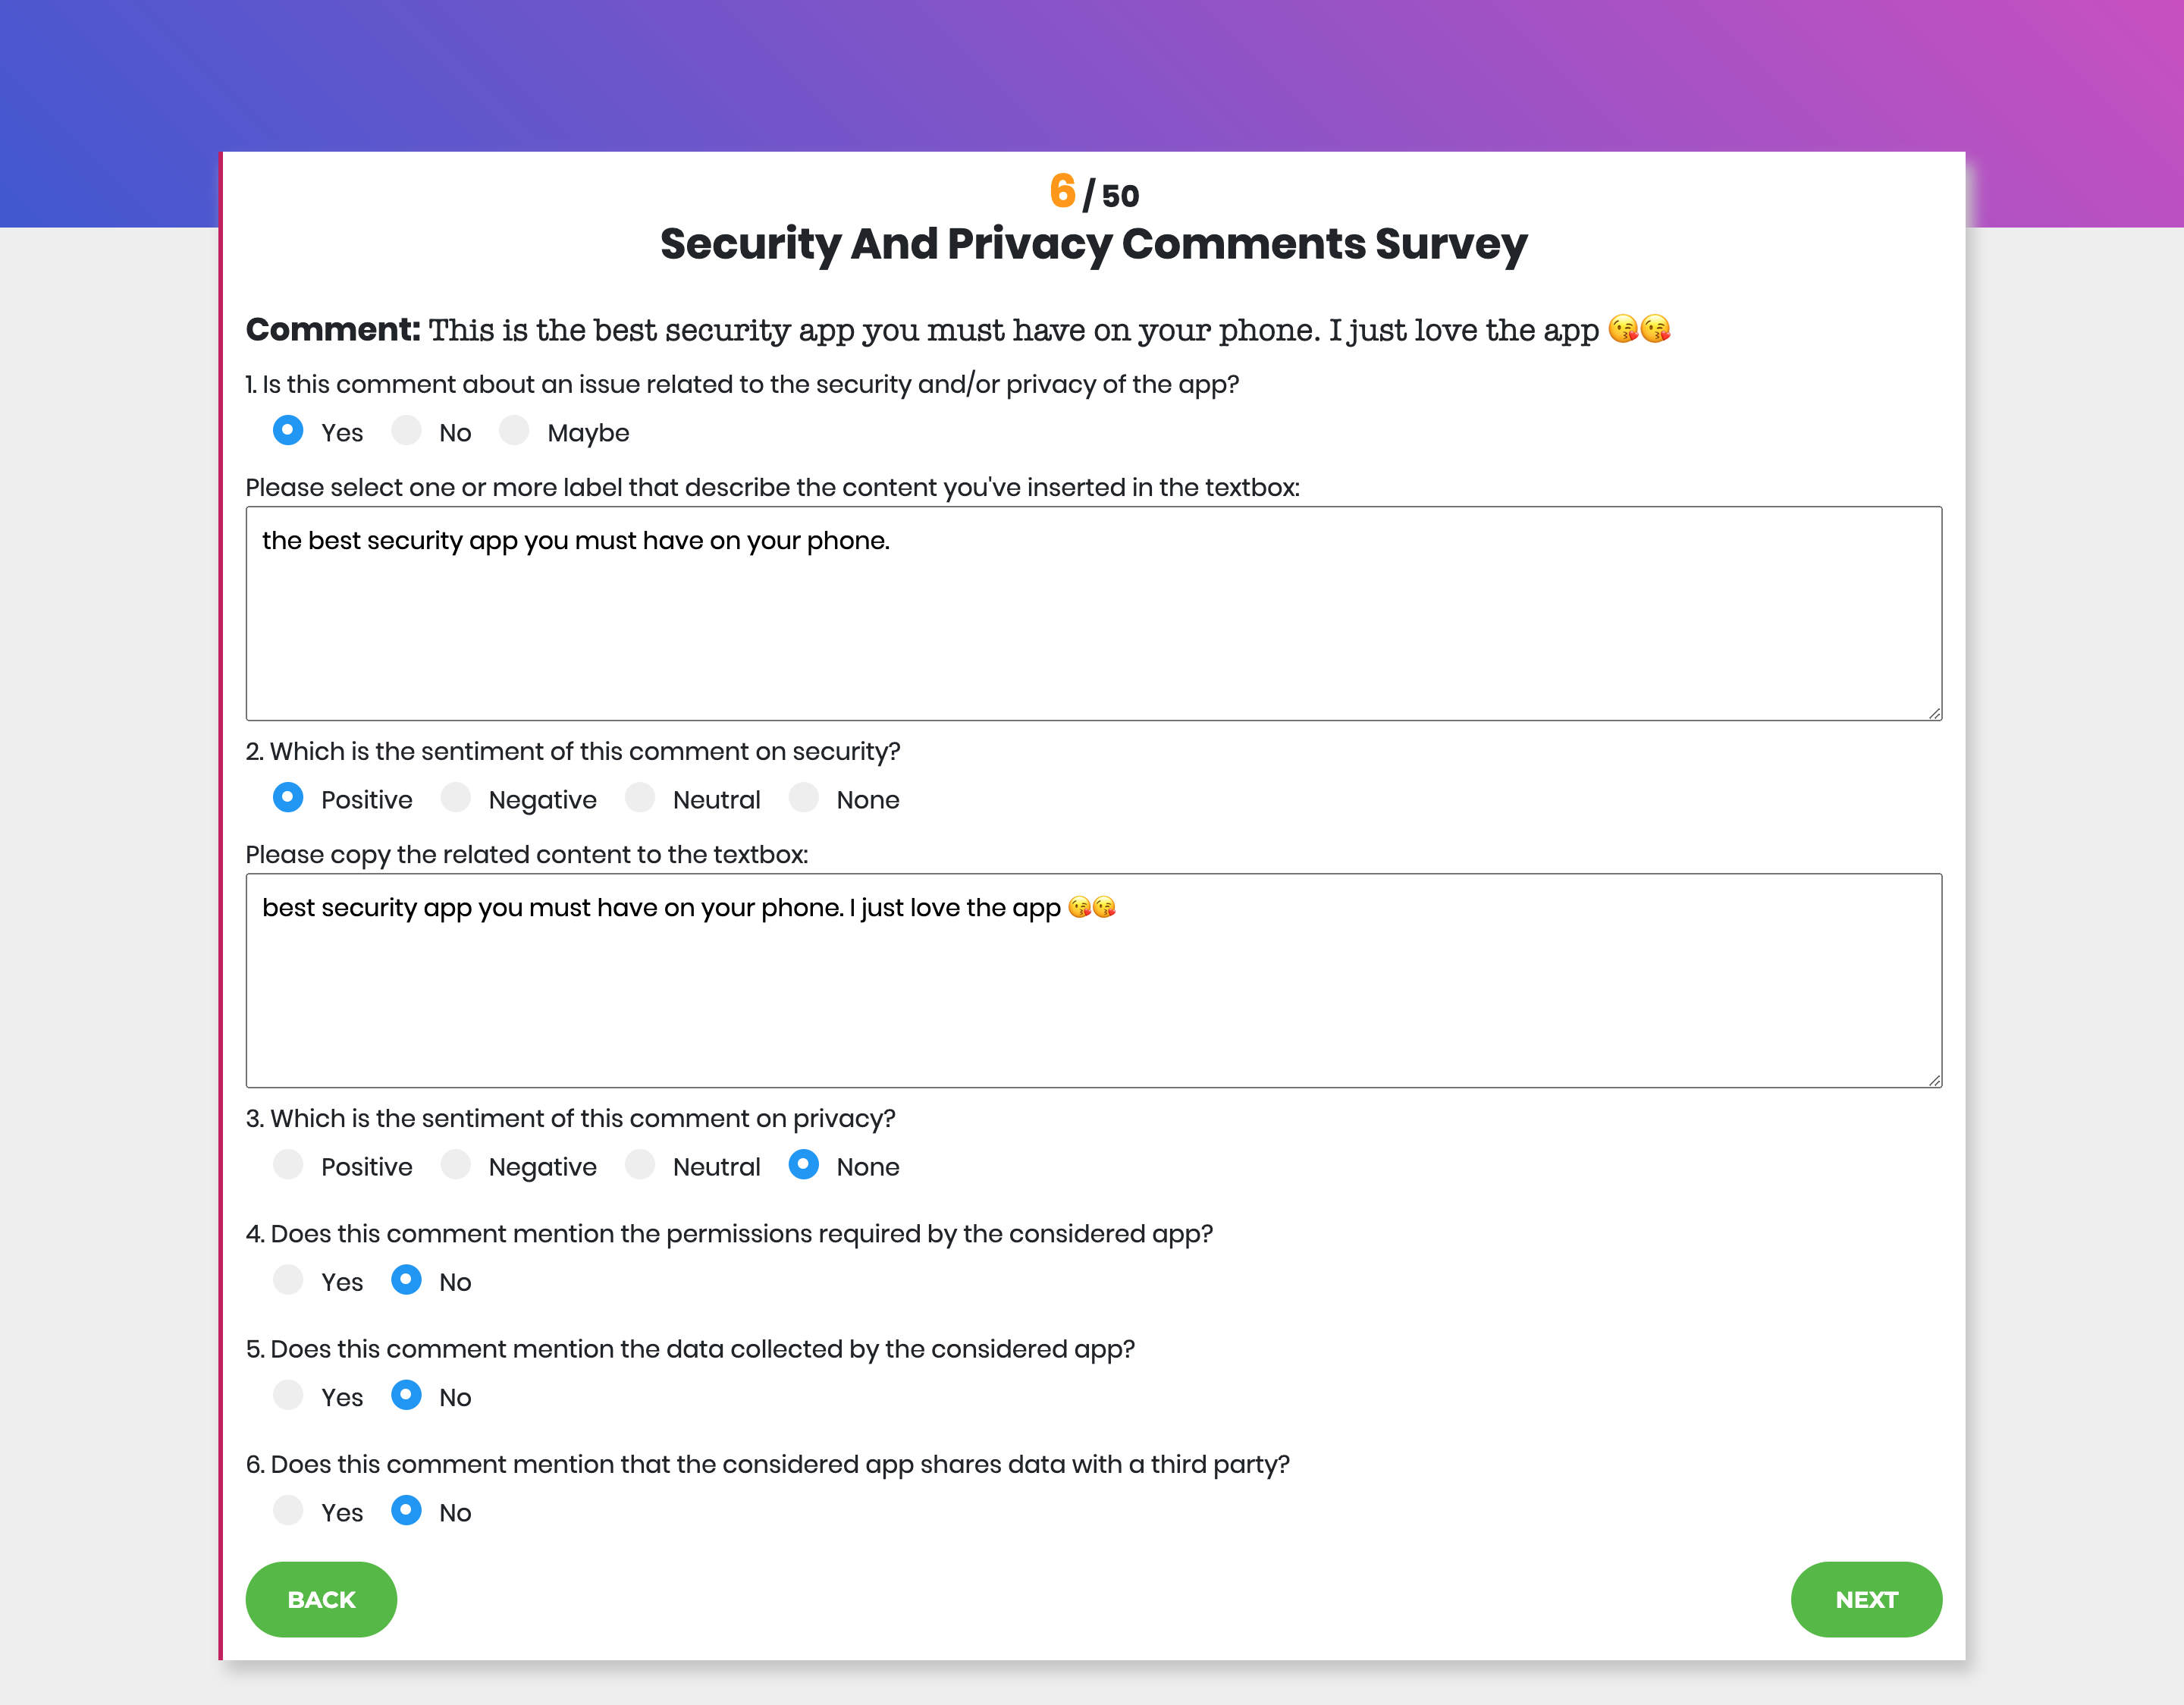 6 / 50
Security And Privacy Comments Survey
Comment: This is the best security app you must have on your phone. I just love the app 😘😘
1. Is this comment about an issue related to the security and/or privacy of the app?
Yes No Maybe
Please select one or more label that describe the content you've inserted in the textbox:
the best security app you must have on your phone.
2. Which is the sentiment of this comment on security?
Positive Negative Neutral None
Please copy the related content to the textbox:
best security app you must have on your phone. I just love the app 😘😘
3. Which is the sentiment of this comment on privacy?
Positive Negative Neutral None
4. Does this comment mention the permissions required by the considered app?
Yes No
5. Does this comment mention the data collected by the considered app?
Yes No
6. Does this comment mention that the considered app shares data with a third party?
Yes No
BACK NEXT